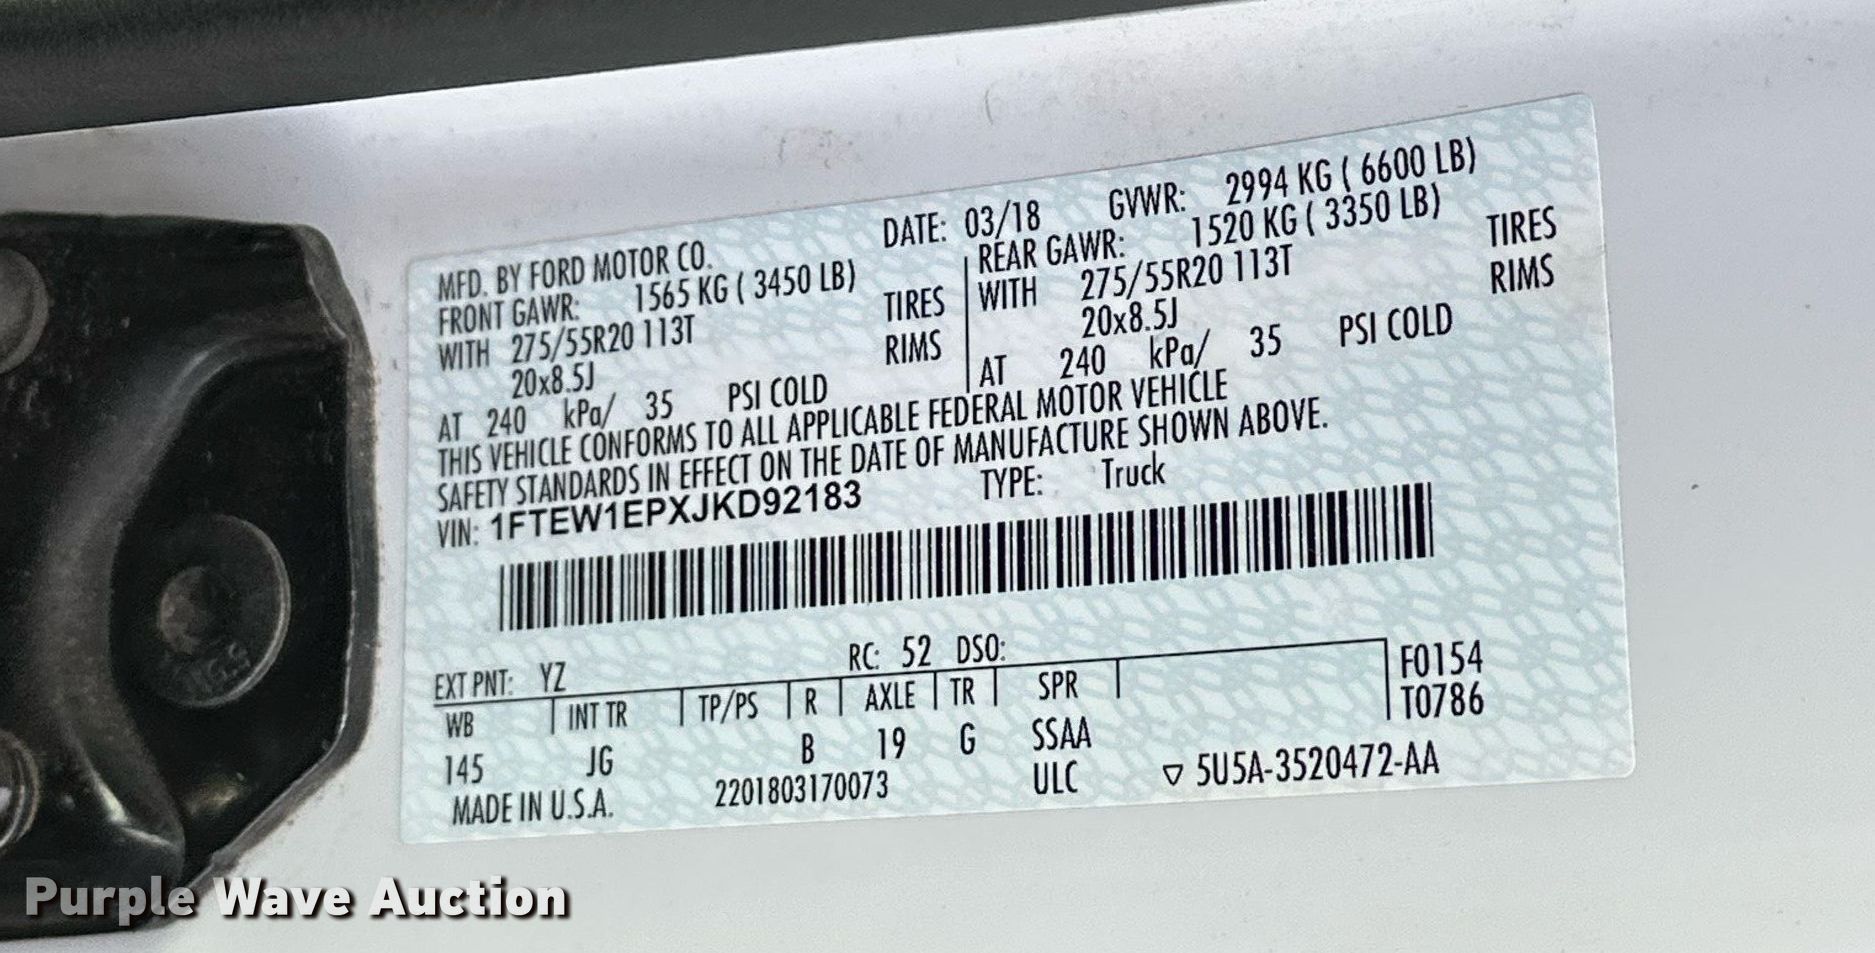 MFD. BY FORD MOTOR CO.
DATE: 03/18 GVWR: 2994 KG ( 6600 LB)
FRONT GAWR: 1565 KG ( 3450 LB)
WITH 275/55R20 113T TIRES
20x8.5J RIMS
AT 240 kPa/ 35 PSI COLD
REAR GAWR: 1520 KG ( 3350 LB)
WITH 275/55R20 113T TIRES
20x8.5J RIMS
AT 240 kPa/ 35 PSI COLD
THIS VEHICLE CONFORMS TO ALL APPLICABLE FEDERAL MOTOR VEHICLE
SAFETY STANDARDS IN EFFECT ON THE DATE OF MANUFACTURE SHOWN ABOVE.
VIN: 1FTEW1EPXJKD92183 TYPE: Truck
EXT PNT: YZ RC: 52 DSO:
WB INT TR TP/PS R AXLE TR SPR F0154
145 JG B 19 G SSAA T0786
MADE IN U.S.A. 2201803170073 ULC ▽ 5U5A-3520472-AA
Purple Wave Auction